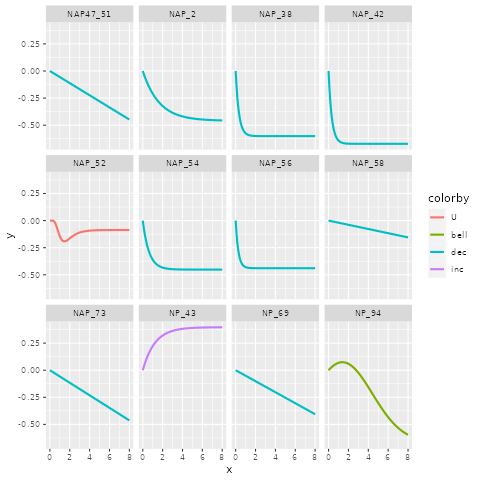 NAP47_51 NAP_2 NAP_38 NAP_42
0.25
0.00
-0.25
-0.50
NAP_52 NAP_54 NAP_56 NAP_58
0.25
0.00
-0.25
-0.50
NAP_73 NP_43 NP_69 NP_94
0.25
0.00
-0.25
-0.50
0 2 4 6 8 0 2 4 6 8 0 2 4 6 8 0 2 4 6 8
x
y
colorby
U
bell
dec
inc